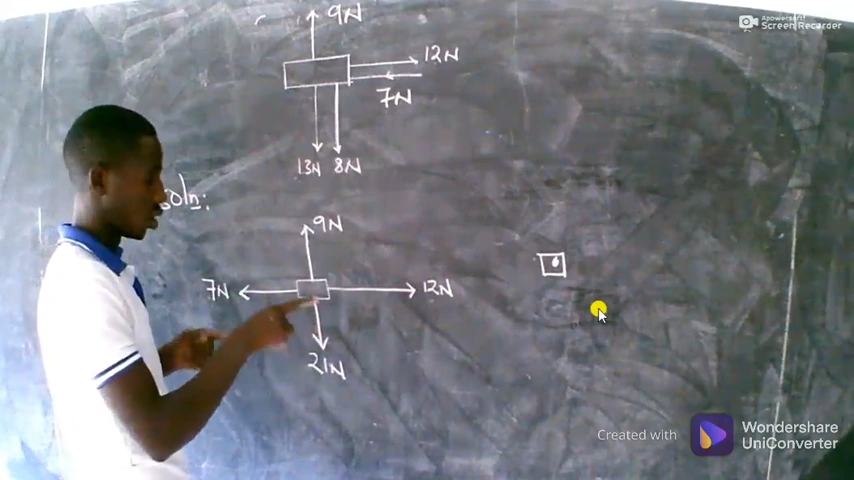 9N
12N
7N
13N 8N
Soln:
9N
7N
12N
21N
Apowersoft
Screen Recorder
Created with
Wondershare
UniConverter